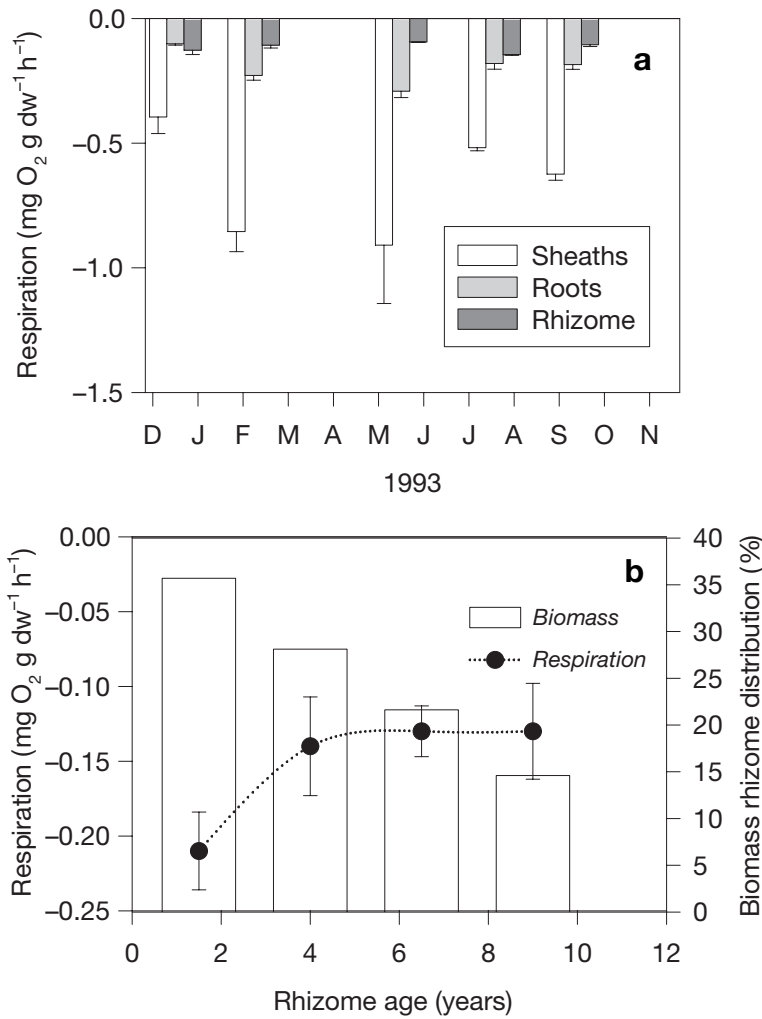 0.0
−0.5
−1.0
−1.5
Respiration (mg O₂ g dw⁻¹ h⁻¹)
a
Sheaths
Roots
Rhizome
D J F M A M J J A S O N
1993
0.00
−0.05
−0.10
−0.15
−0.20
−0.25
Respiration (mg O₂ g dw⁻¹ h⁻¹)
b
Biomass
Respiration
40
35
30
25
20
15
10
5
0
Biomass rhizome distribution (%)
0 2 4 6 8 10 12
Rhizome age (years)